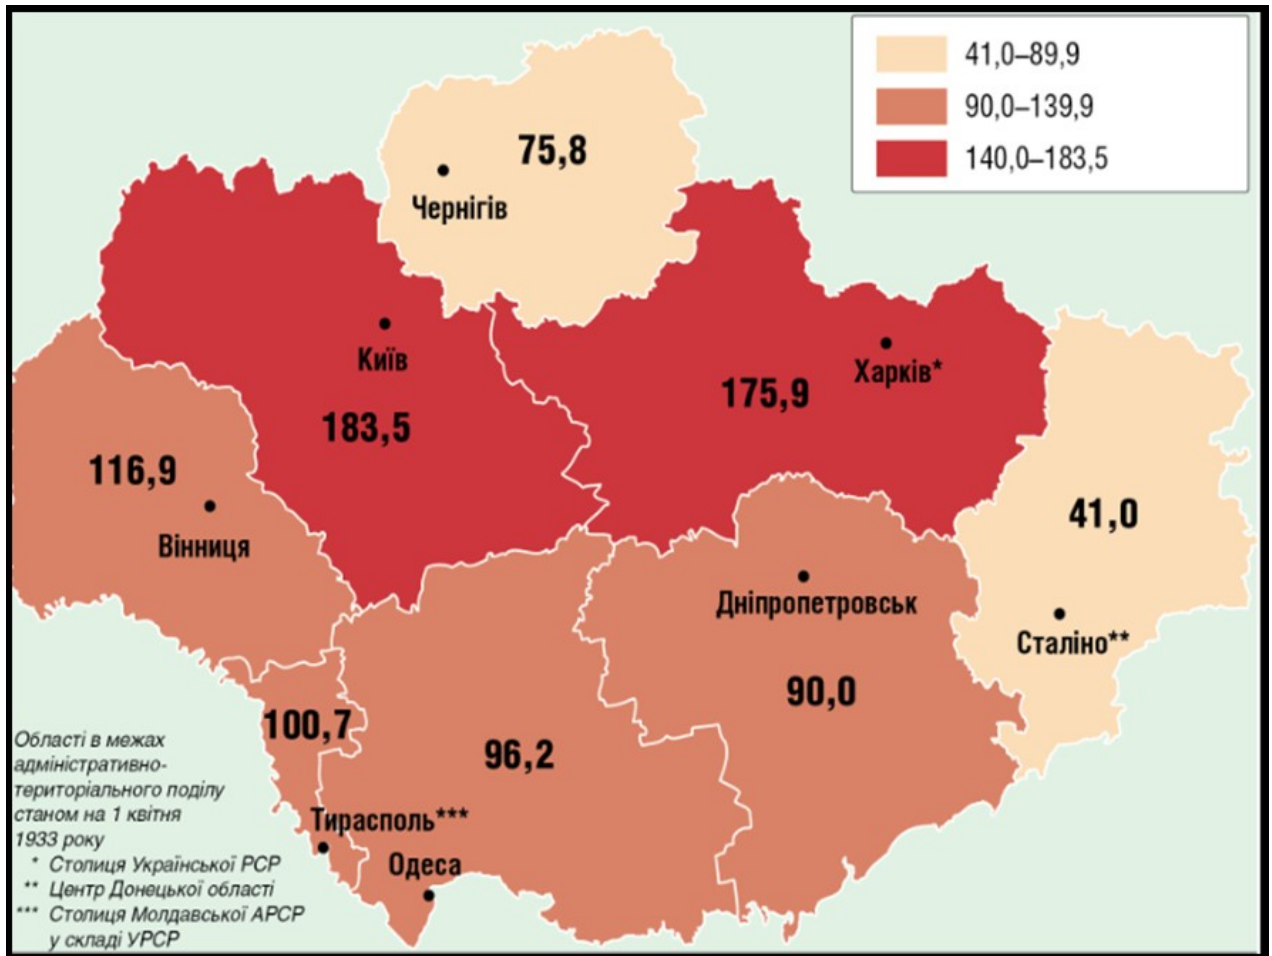 41,0–89,9
90,0–139,9
140,0–183,5
75,8
Чернігів
Київ
183,5
Харків*
175,9
116,9
Вінниця
41,0
Сталіно**
Дніпропетровськ
90,0
100,7
96,2
Тирасполь***
Одеса
Області в межах
адміністративно-
територіального поділу
станом на 1 квітня
1933 року
* Столиця Української РСР
** Центр Донецької області
*** Столиця Молдавської АРСР
у складі УРСР